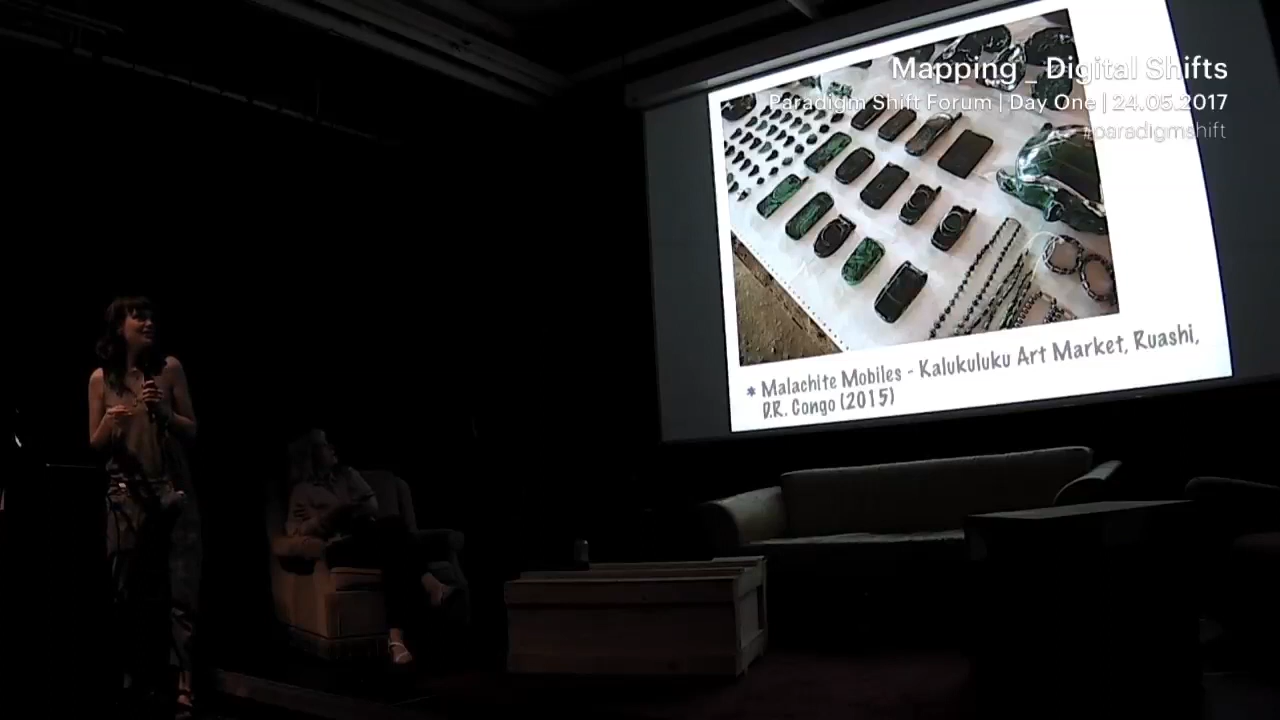 Mapping _ Digital Shifts
Paradigm Shift Forum | Day One | 24.05.2017
#paradigmshift
* Malachite Mobiles - Kalukuluku Art Market, Ruashi,
D.R. Congo (2015)